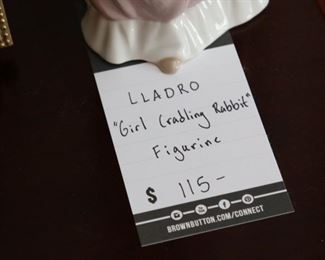 LLADRO
"Girl Cradling Rabbit"
Figurine
$ 115-
BROWNBUTTON.COM/CONNECT